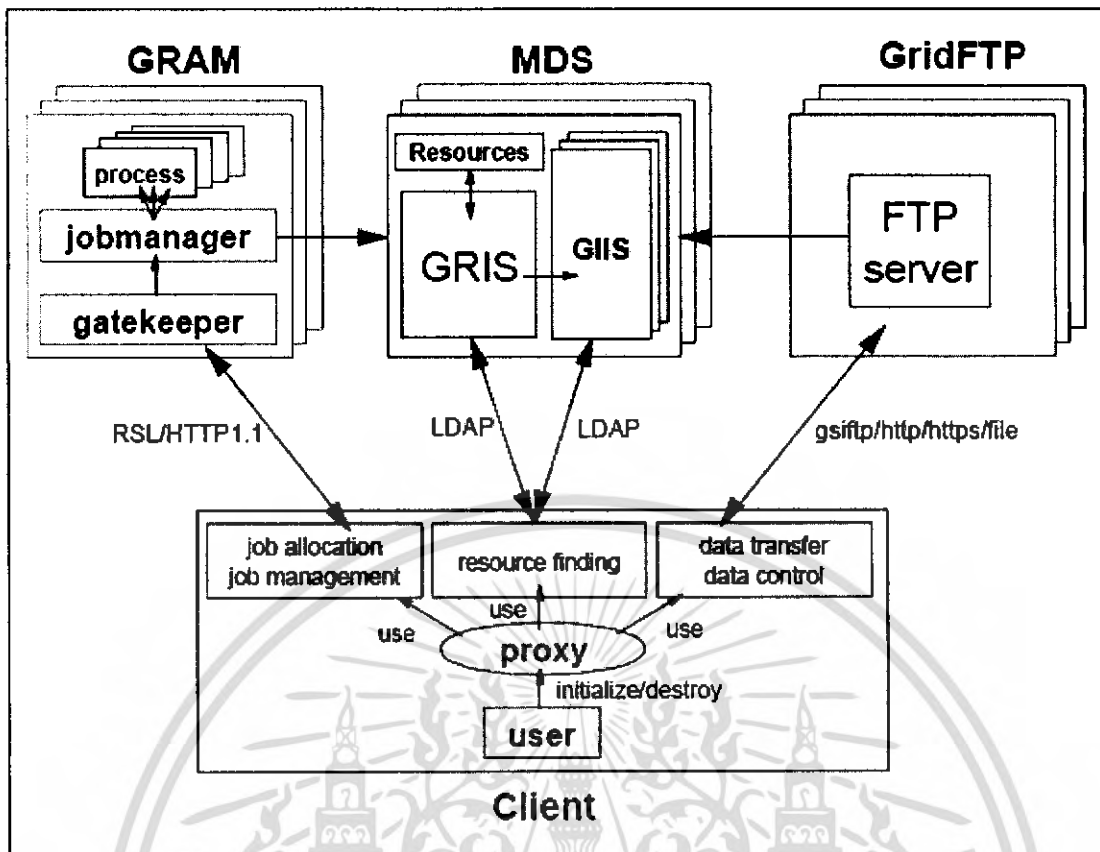 GRAM
MDS
GridFTP
process
jobmanager
gatekeeper
Resources
GRIS
GIIS
FTP
server
RSL/HTTP1.1
LDAP
LDAP
gsiftp/http/https/file
job allocation
job management
resource finding
data transfer
data control
use
use
use
proxy
initialize/destroy
user
Client